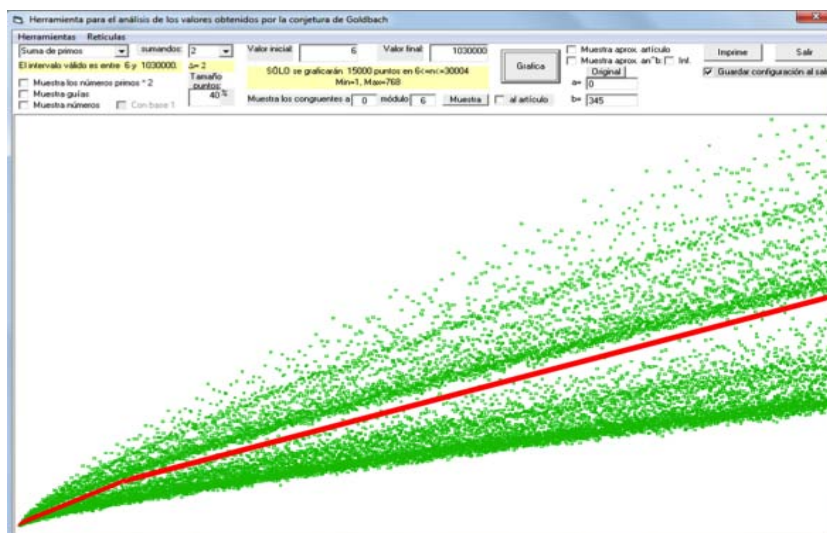 Herramienta para el análisis de los valores obtenidos por la conjetura de Goldbach
Herramientas Retículas
Suma de primos sumandos: 2 Valor inicial: 6 Valor final: 1030000
El intervalo válido es entre 6 y 1030000. Δ= 2
SÓLO se graficarán 15000 puntos en 6<=n<=30004
Min=1, Max=768
Grafica
Muestra aprox. artículo
Muestra aprox. an^b: Inf.
Original
a= 0
b= 345
Imprime Salir
Guardar configuración al salir
Muestra los números primos * 2
Muestra guías
Muestra números Con base 1
Tamaño
puntos:
40 %
Muestra los congruentes a 0 módulo 6 Muestra al artículo